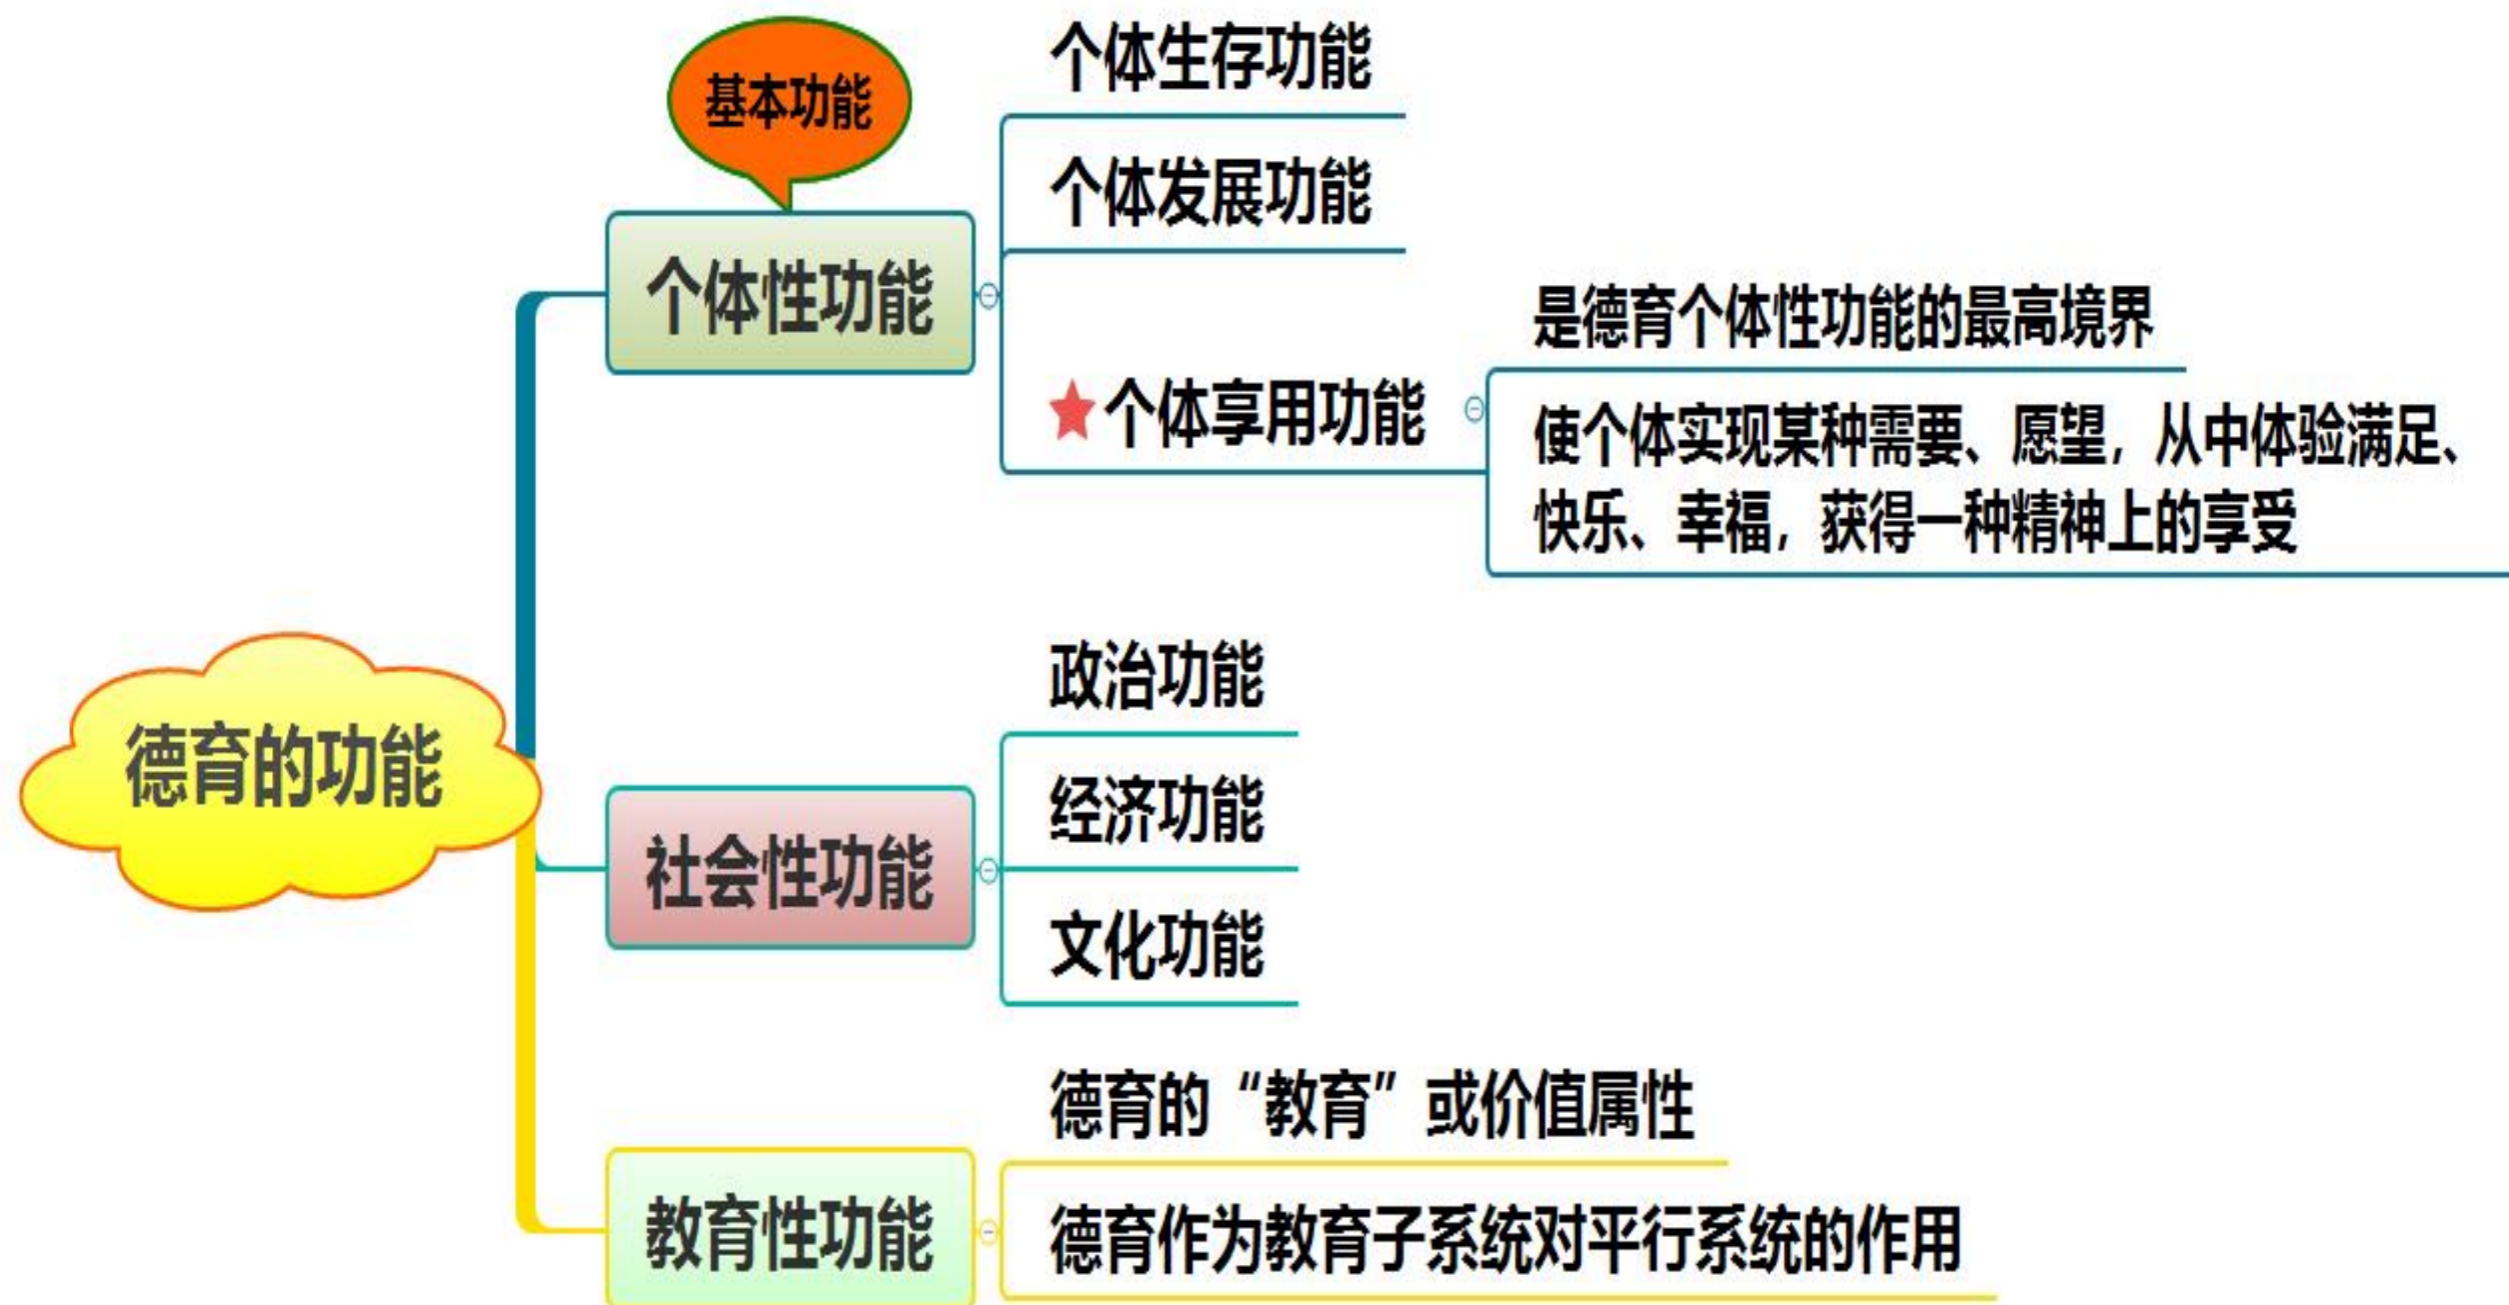 德育的功能
基本功能
个体性功能
个体生存功能
个体发展功能
个体享用功能
是德育个体性功能的最高境界
使个体实现某种需要、愿望，从中体验满足、
快乐、幸福，获得一种精神上的享受
社会性功能
政治功能
经济功能
文化功能
教育性功能
德育的“教育”或价值属性
德育作为教育子系统对平行系统的作用